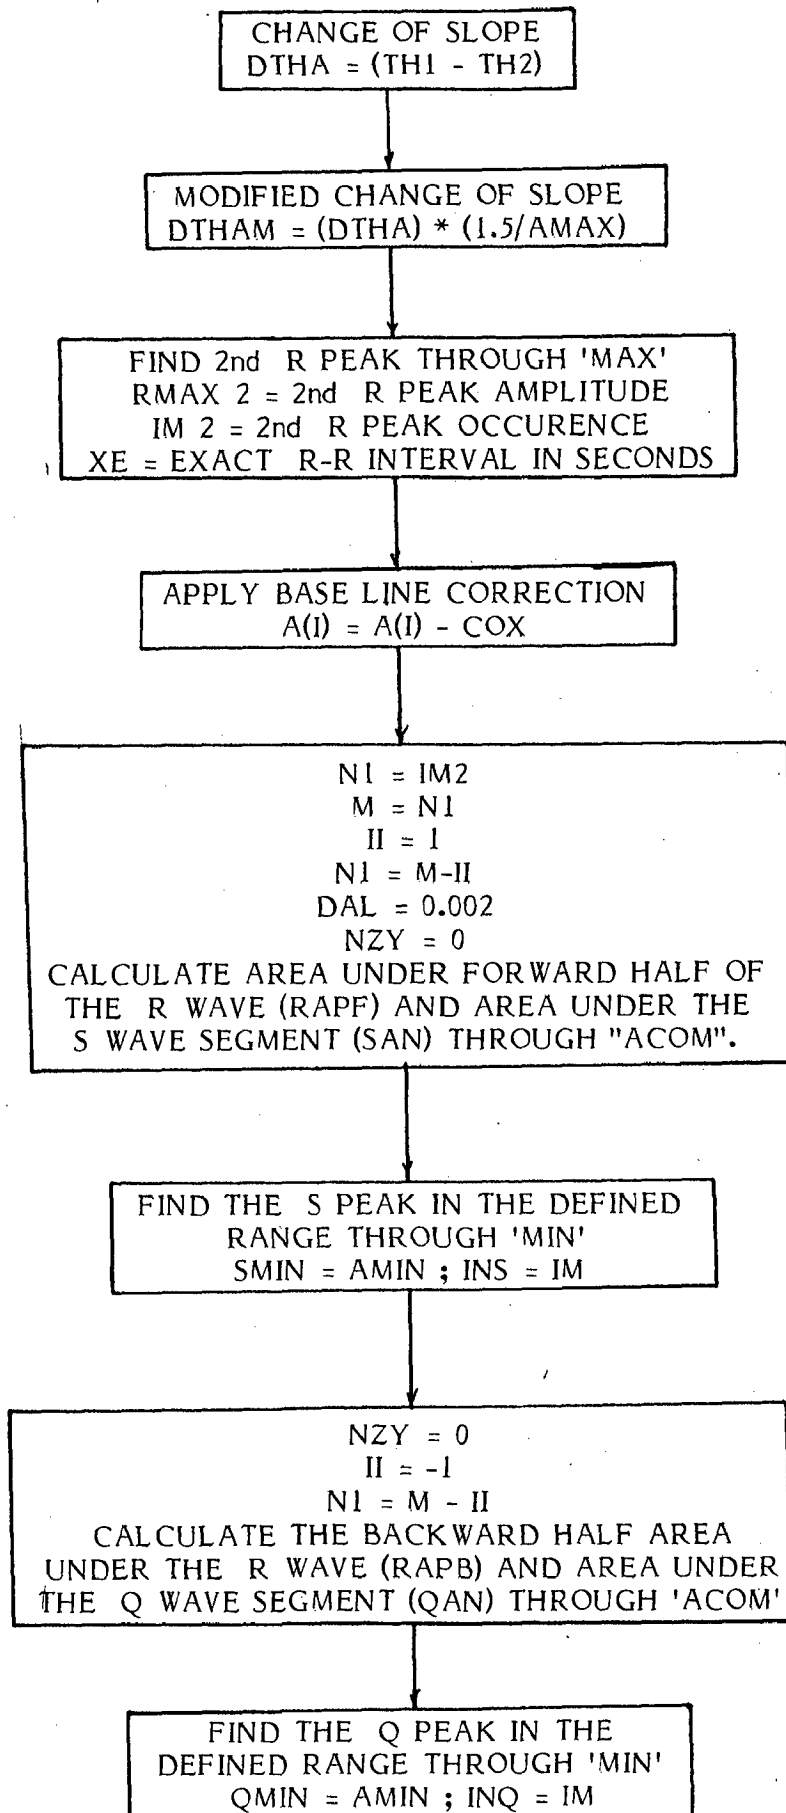 CHANGE OF SLOPE
DTHA = (TH1 - TH2)
MODIFIED CHANGE OF SLOPE
DTHAM = (DTHA) * (1.5/AMAX)
FIND 2nd R PEAK THROUGH 'MAX'
RMAX 2 = 2nd R PEAK AMPLITUDE
IM 2 = 2nd R PEAK OCCURENCE
XE = EXACT R-R INTERVAL IN SECONDS
APPLY BASE LINE CORRECTION
A(I) = A(I) - COX
N1 = IM2
M = N1
II = 1
N1 = M-II
DAL = 0.002
NZY = 0
CALCULATE AREA UNDER FORWARD HALF OF
THE R WAVE (RAPF) AND AREA UNDER THE
S WAVE SEGMENT (SAN) THROUGH "ACOM".
FIND THE S PEAK IN THE DEFINED
RANGE THROUGH 'MIN'
SMIN = AMIN ; INS = IM
NZY = 0
II = -1
N1 = M - II
CALCULATE THE BACKWARD HALF AREA
UNDER THE R WAVE (RAPB) AND AREA UNDER
THE Q WAVE SEGMENT (QAN) THROUGH 'ACOM'
FIND THE Q PEAK IN THE
DEFINED RANGE THROUGH 'MIN'
QMIN = AMIN ; INQ = IM